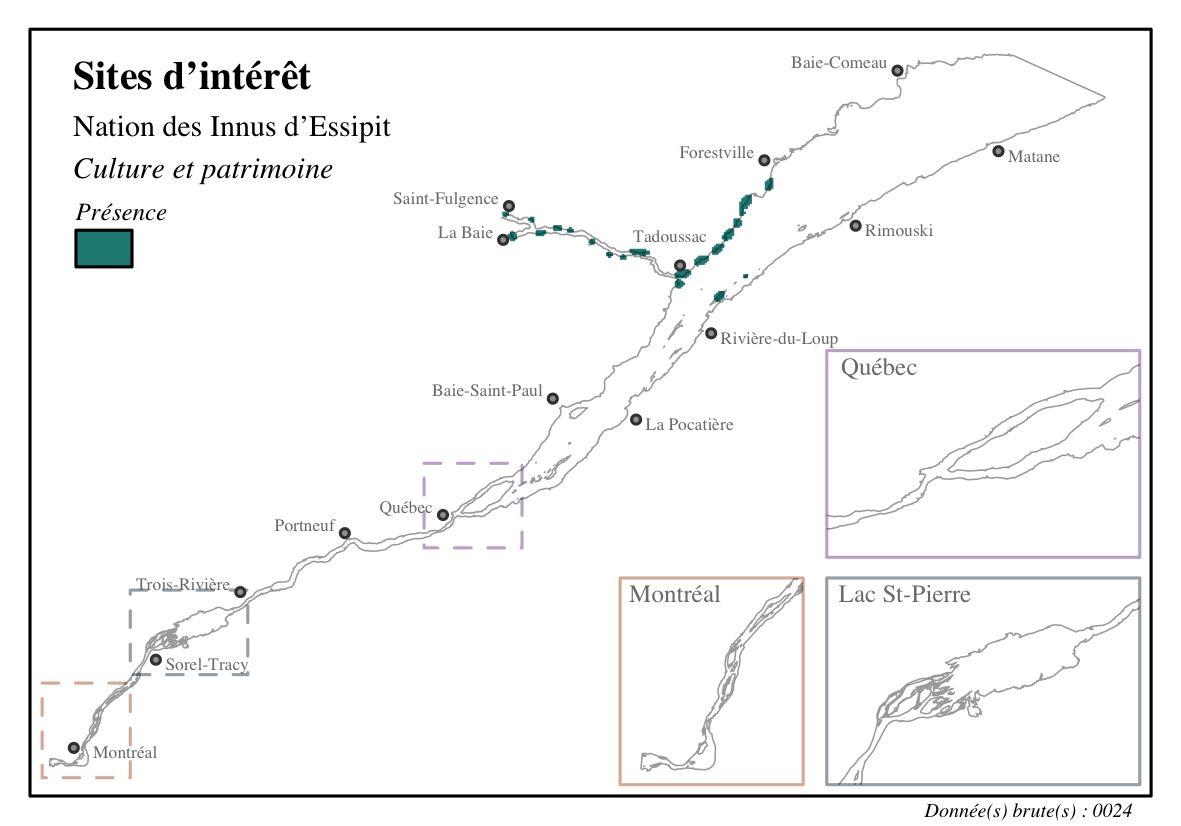 Sites d’intérêt
Nation des Innus d’Essipit
Culture et patrimoine
Présence
Baie-Comeau
Forestville
Matane
Saint-Fulgence
La Baie
Tadoussac
Rimouski
Rivière-du-Loup
Baie-Saint-Paul
La Pocatière
Québec
Portneuf
Trois-Rivière
Sorel-Tracy
Montréal
Québec
Montréal
Lac St-Pierre
Donnée(s) brute(s) : 0024